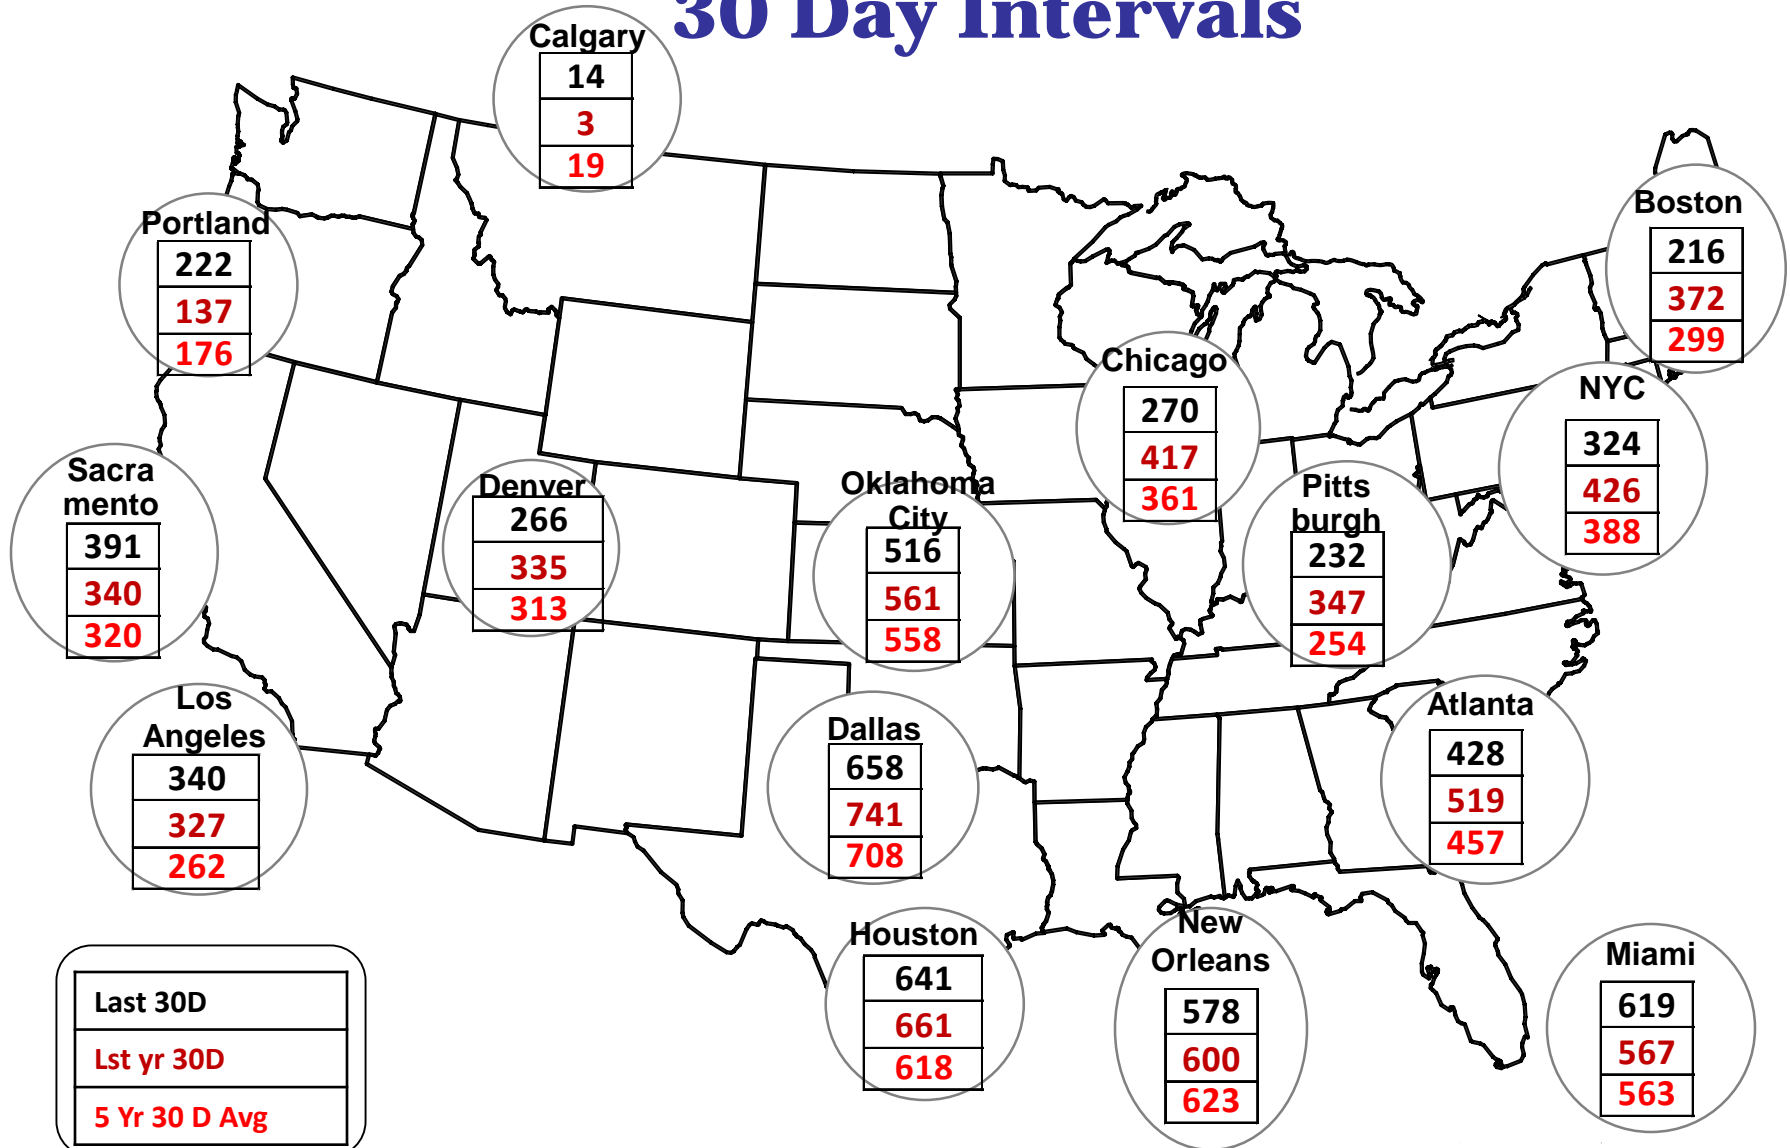 30 Day Intervals
Calgary
14
3
19
Portland
222
137
176
Boston
216
372
299
Chicago
270
417
361
NYC
324
426
388
Sacra
mento
391
340
320
Denver
266
335
313
Oklahoma
City
516
561
558
Pitts
burgh
232
347
254
Los
Angeles
340
327
262
Dallas
658
741
708
Atlanta
428
519
457
Houston
641
661
618
New
Orleans
578
600
623
Miami
619
567
563
Last 30D
Lst yr 30D
5 Yr 30 D Avg